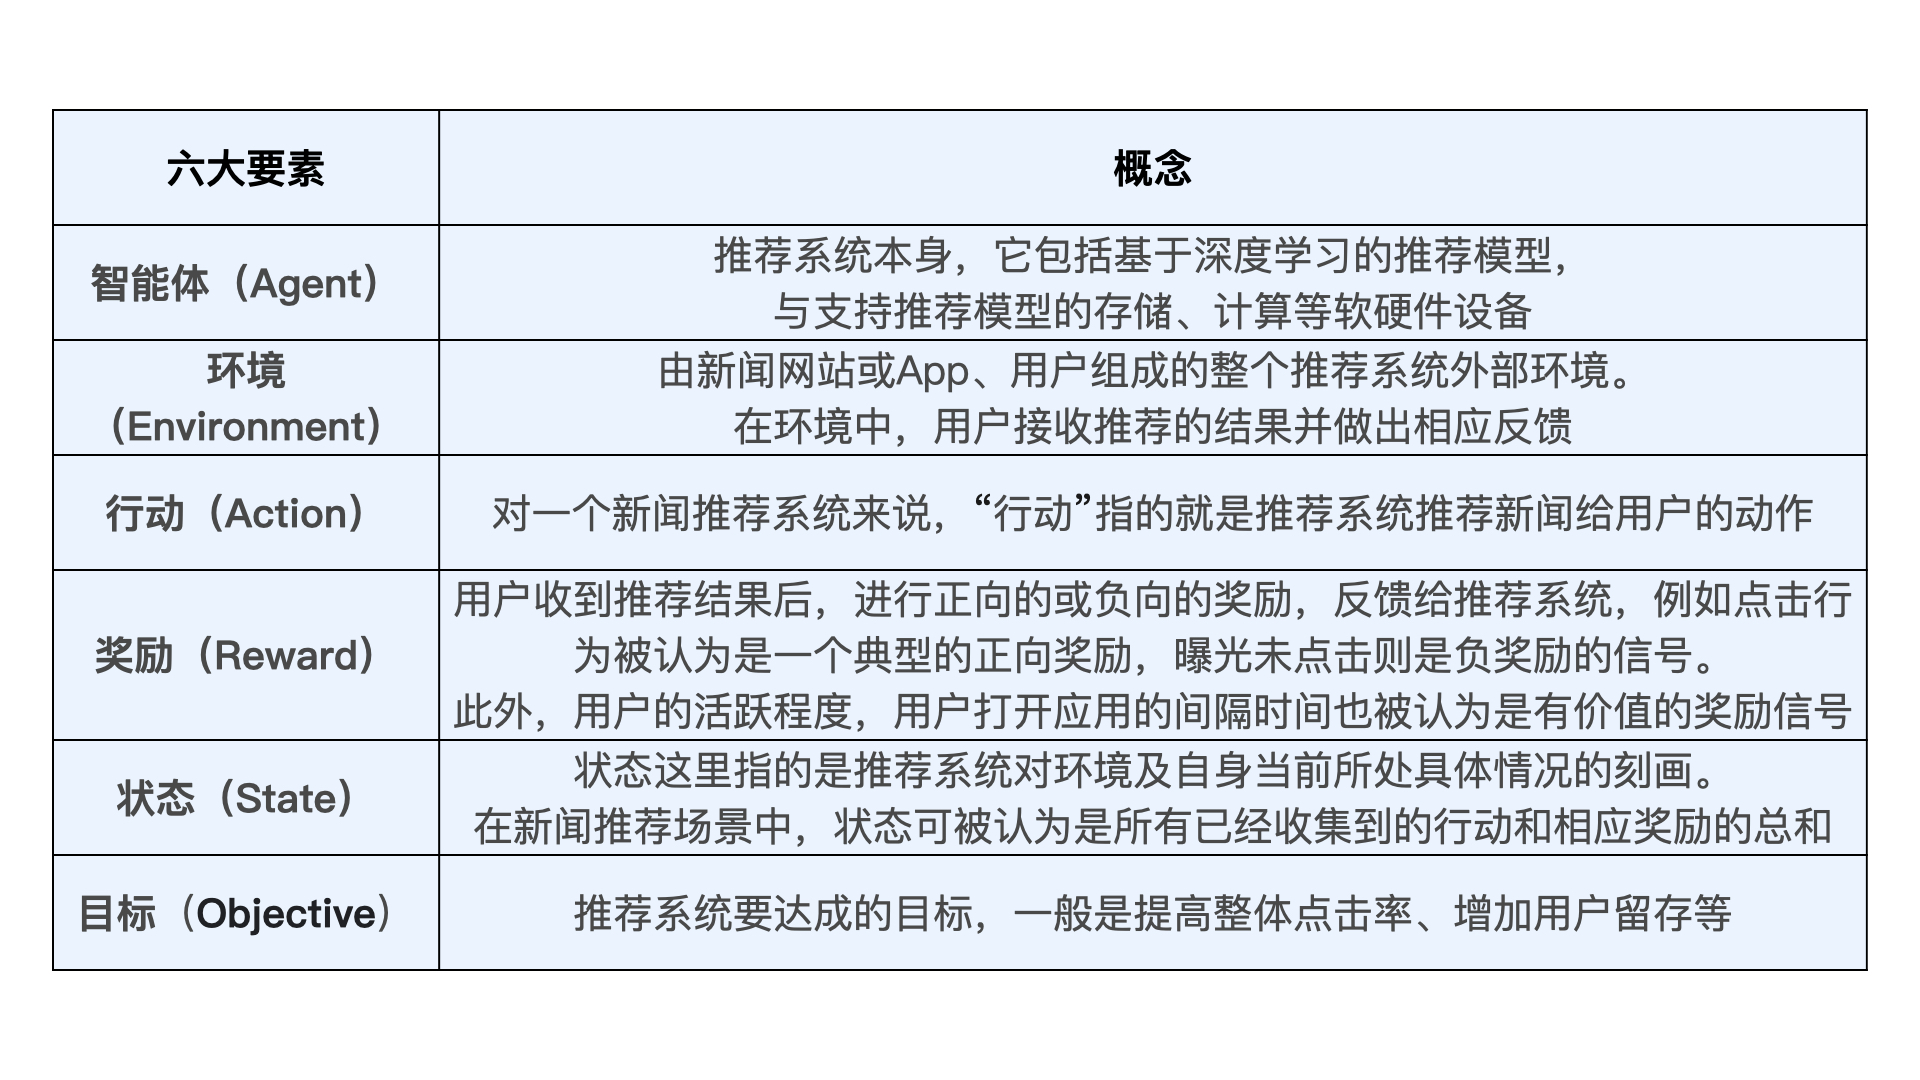 六大要素
概念
智能体（Agent）
推荐系统本身，它包括基于深度学习的推荐模型，
与支持推荐模型的存储、计算等软硬件设备
环境
（Environment）
由新闻网站或App、用户组成的整个推荐系统外部环境。
在环境中，用户接收推荐的结果并做出相应反馈
行动（Action）
对一个新闻推荐系统来说，“行动”指的就是推荐系统推荐新闻给用户的动作
奖励（Reward）
用户收到推荐结果后，进行正向的或负向的奖励，反馈给推荐系统，例如点击行
为被认为是一个典型的正向奖励，曝光未点击则是负奖励的信号。
此外，用户的活跃程度，用户打开应用的间隔时间也被认为是有价值的奖励信号
状态（State）
状态这里指的是推荐系统对环境及自身当前所处具体情况的刻画。
在新闻推荐场景中，状态可被认为是所有已经收集到的行动和相应奖励的总和
目标（Objective）
推荐系统要达成的目标，一般是提高整体点击率、增加用户留存等